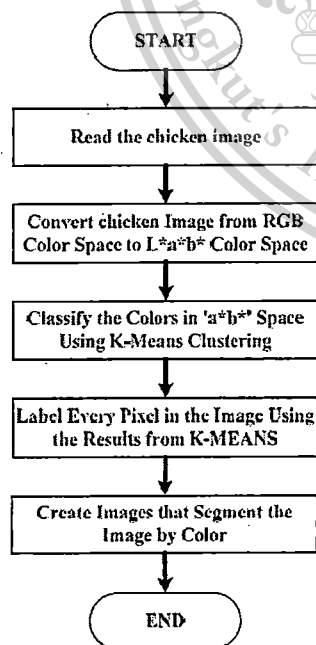 START
Read the chicken image
Convert chicken Image from RGB
Color Space to L*a*b* Color Space
Classify the Colors in 'a*b*' Space
Using K-Means Clustering
Label Every Pixel in the Image Using
the Results from K-MEANS
Create Images that Segment the
Image by Color
END